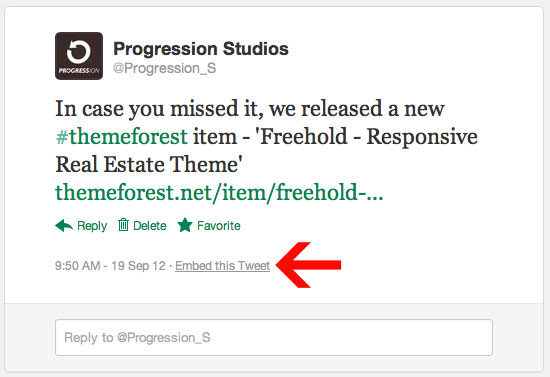 Progression Studios
PROGRESSION
@Progression_S
In case you missed it, we released a new
#themeforest item - 'Freehold - Responsive
Real Estate Theme'
themeforest.net/item/freehold-...
Reply Delete Favorite
9:50 AM - 19 Sep 12 · Embed this Tweet
Reply to @Progression_S